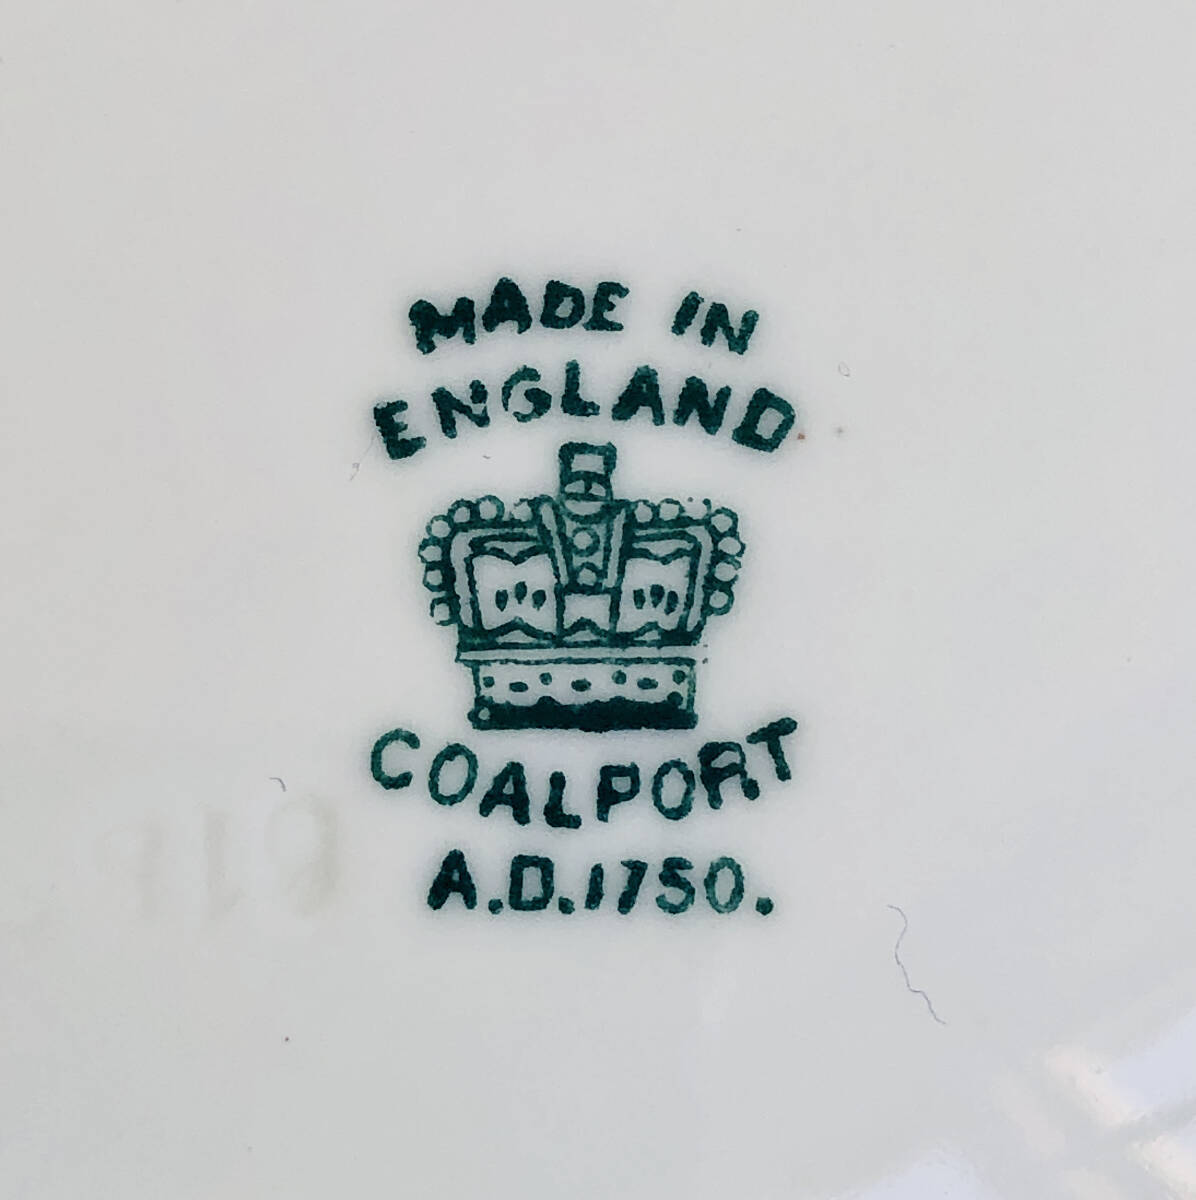 MADE IN
ENGLAND
COALPORT
A.D.1750.